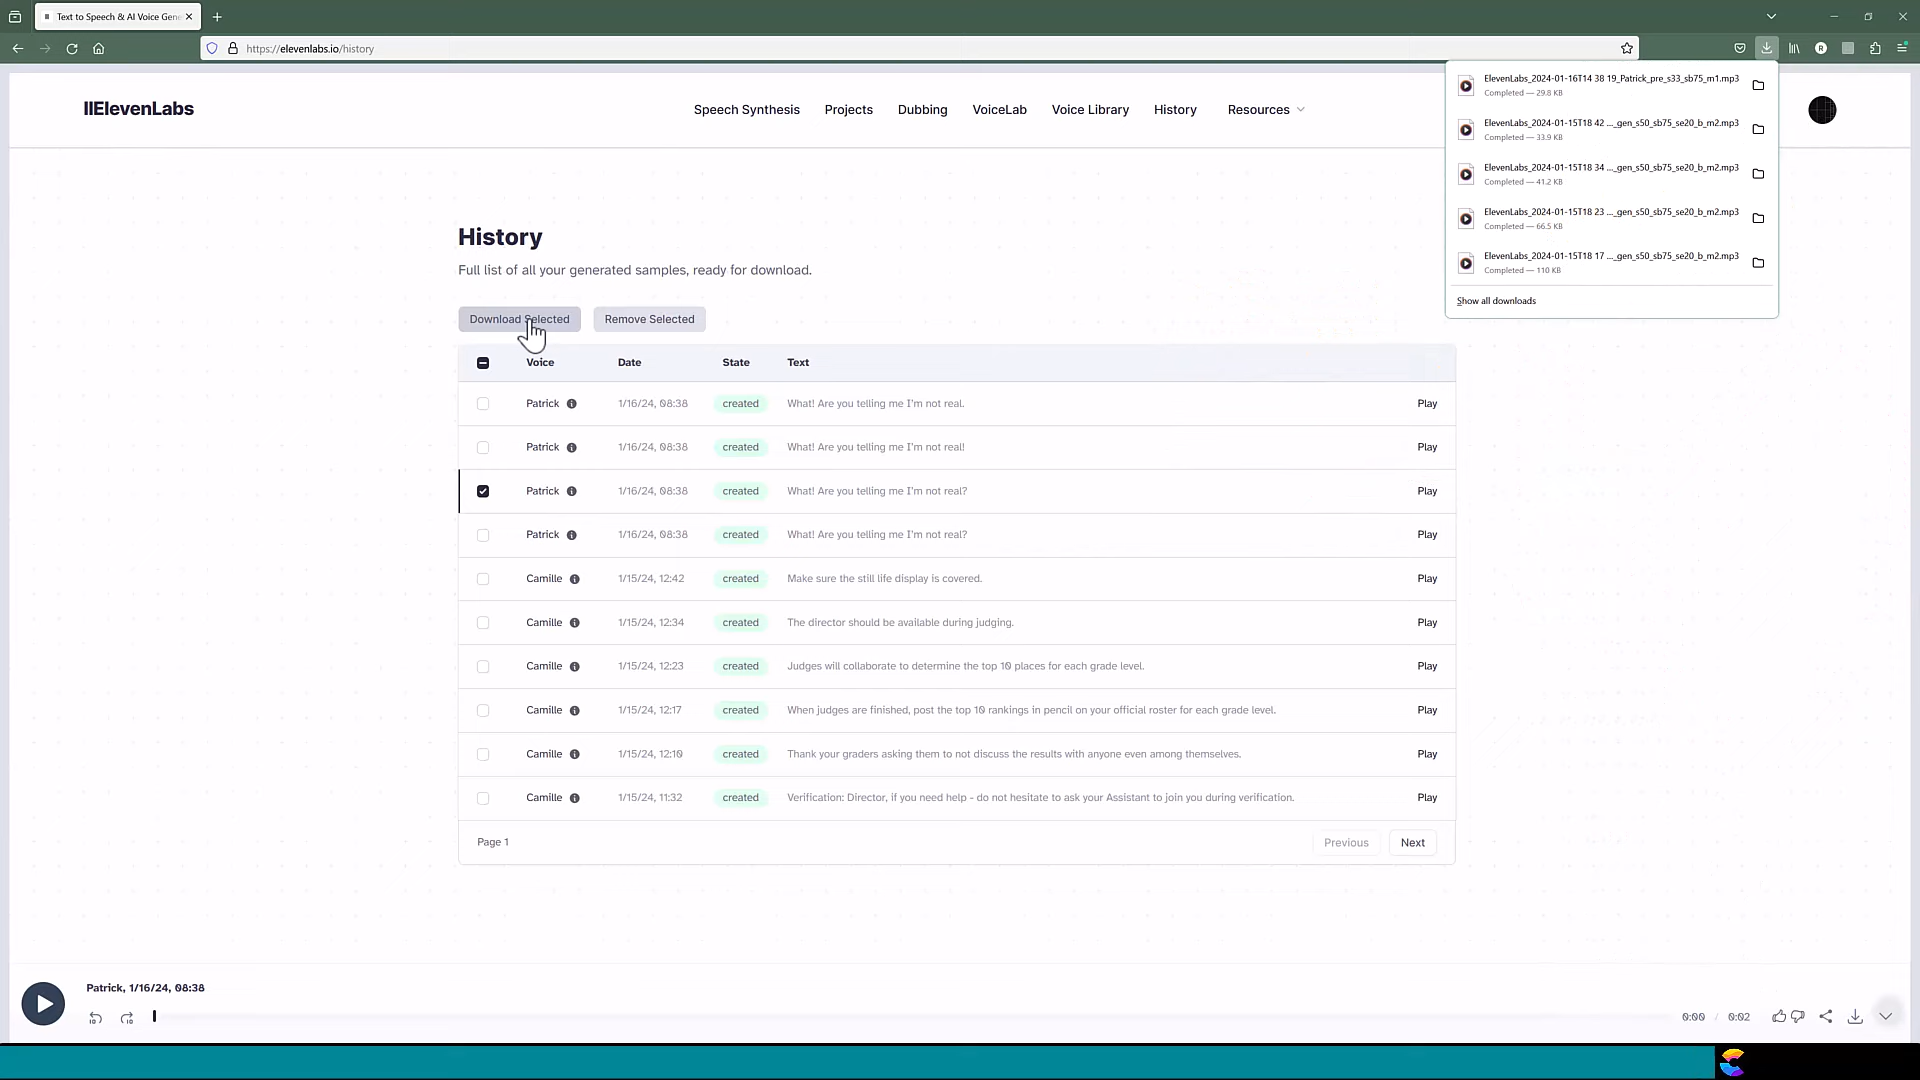 Text to Speech & AI Voice Gene
https://elevenlabs.io/history
R
IIElevenLabs
Speech Synthesis
Projects
Dubbing
VoiceLab
Voice Library
History
Resources
ElevenLabs_2024-01-16T14 38 19_Patrick_pre_s33_sb75_m1.mp3
Completed — 29.8 KB
ElevenLabs_2024-01-15T18 42 ..._gen_s50_sb75_se20_b_m2.mp3
Completed — 33.9 KB
ElevenLabs_2024-01-15T18 34 ..._gen_s50_sb75_se20_b_m2.mp3
Completed — 41.2 KB
ElevenLabs_2024-01-15T18 23 ..._gen_s50_sb75_se20_b_m2.mp3
Completed — 66.5 KB
ElevenLabs_2024-01-15T18 17 ..._gen_s50_sb75_se20_b_m2.mp3
Completed — 110 KB
Show all downloads
History
Full list of all your generated samples, ready for download.
Download Selected Remove Selected
Voice Date State Text
Patrick 1/16/24, 08:38 created What! Are you telling me I'm not real. Play
Patrick 1/16/24, 08:38 created What! Are you telling me I'm not real! Play
Patrick 1/16/24, 08:38 created What! Are you telling me I'm not real? Play
Patrick 1/16/24, 08:38 created What! Are you telling me I'm not real? Play
Camille 1/15/24, 12:42 created Make sure the still life display is covered. Play
Camille 1/15/24, 12:34 created The director should be available during judging. Play
Camille 1/15/24, 12:23 created Judges will collaborate to determine the top 10 places for each grade level. Play
Camille 1/15/24, 12:17 created When judges are finished, post the top 10 rankings in pencil on your official roster for each grade level. Play
Camille 1/15/24, 12:10 created Thank your graders asking them to not discuss the results with anyone even among themselves. Play
Camille 1/15/24, 11:32 created Verification: Director, if you need help - do not hesitate to ask your Assistant to join you during verification. Play
Page 1 Previous Next
Patrick, 1/16/24, 08:38
10 10 0:00 / 0:02